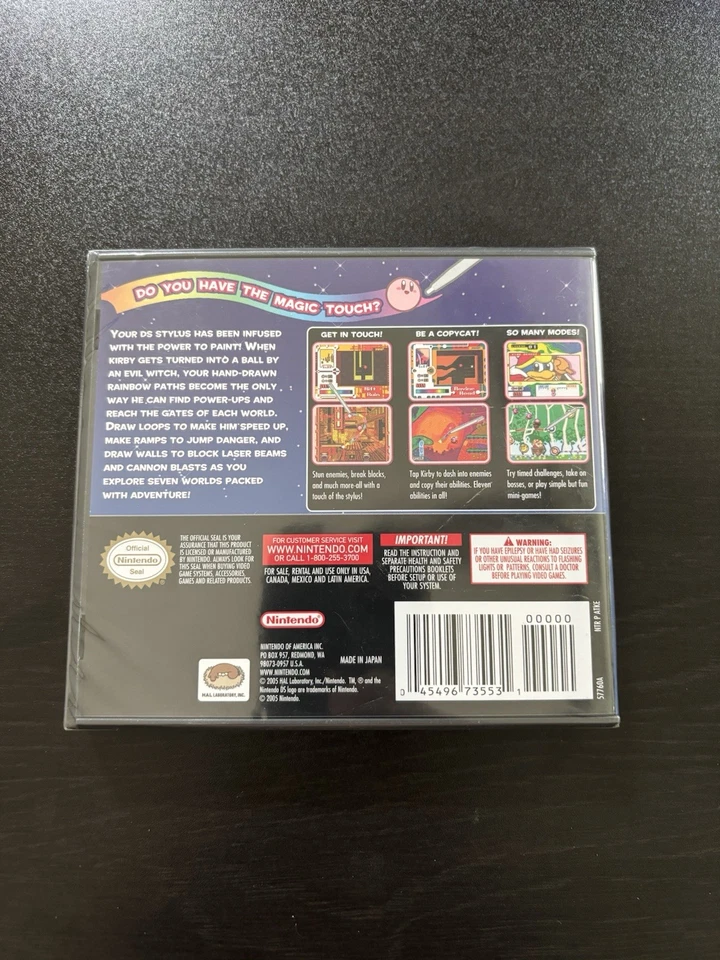 DO YOU HAVE THE MAGIC TOUCH?
YOUR DS STYLUS HAS BEEN INFUSED
WITH THE POWER TO PAINT! WHEN
KIRBY GETS TURNED INTO A BALL BY
AN EVIL WITCH, YOUR HAND-DRAWN
RAINBOW PATHS BECOME THE ONLY
WAY HE CAN FIND POWER-UPS AND
REACH THE GATES OF EACH WORLD.
DRAW LOOPS TO MAKE HIM SPEED UP,
MAKE RAMPS TO JUMP DANGER, AND
DRAW WALLS TO BLOCK LASER BEAMS
AND CANNON BLASTS AS YOU
EXPLORE SEVEN WORLDS PACKED
WITH ADVENTURE!
GET IN TOUCH!
Stun enemies, break blocks,
and much more-all with a
touch of the stylus!
BE A COPYCAT!
Tap Kirby to dash into enemies
and copy their abilities. Eleven
abilities in all!
SO MANY MODES!
Try timed challenges, take on
bosses, or play simple but fun
mini-games!
Official
Nintendo
Seal
THE OFFICIAL SEAL IS YOUR
ASSURANCE THAT THIS PRODUCT
IS LICENSED OR MANUFACTURED
BY NINTENDO. ALWAYS LOOK FOR
THIS SEAL WHEN BUYING VIDEO
GAME SYSTEMS, ACCESSORIES,
GAMES AND RELATED PRODUCTS.
FOR CUSTOMER SERVICE VISIT
WWW.NINTENDO.COM
OR CALL 1-800-255-3700
FOR SALE, RENTAL AND USE ONLY IN USA,
CANADA, MEXICO AND LATIN AMERICA.
IMPORTANT!
READ THE INSTRUCTION AND
SEPARATE HEALTH AND SAFETY
PRECAUTIONS BOOKLETS
BEFORE SETUP OR USE OF
YOUR SYSTEM.
WARNING:
IF YOU HAVE EPILEPSY OR HAVE HAD SEIZURES
OR OTHER UNUSUAL REACTIONS TO FLASHING
LIGHTS OR PATTERNS, CONSULT A DOCTOR
BEFORE PLAYING VIDEO GAMES.
HAL LABORATORY, INC.
Nintendo
NINTENDO OF AMERICA INC.
PO BOX 957, REDMOND, WA
98073-0957 U.S.A.
WWW.NINTENDO.COM
© 2005 HAL Laboratory, Inc./Nintendo. TM, ® and the
Nintendo DS logo are trademarks of Nintendo.
© 2005 Nintendo.
MADE IN JAPAN
00000
0 45496 73553 1
NTR P ATKE
57760A